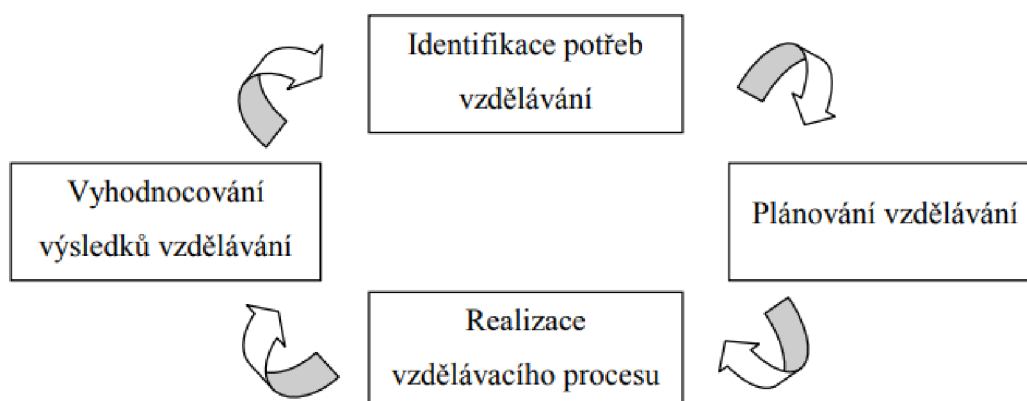 Identifikace potřeb
vzdělávání
Vyhodnocování
výsledků vzdělávání
Plánování vzdělávání
Realizace
vzdělávacího procesu